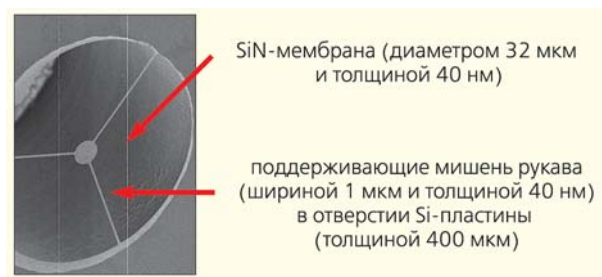 SiN-мембрана (диаметром 32 мкм
и толщиной 40 нм)
поддерживающие мишень рукава
(шириной 1 мкм и толщиной 40 нм)
в отверстии Si-пластины
(толщиной 400 мкм)